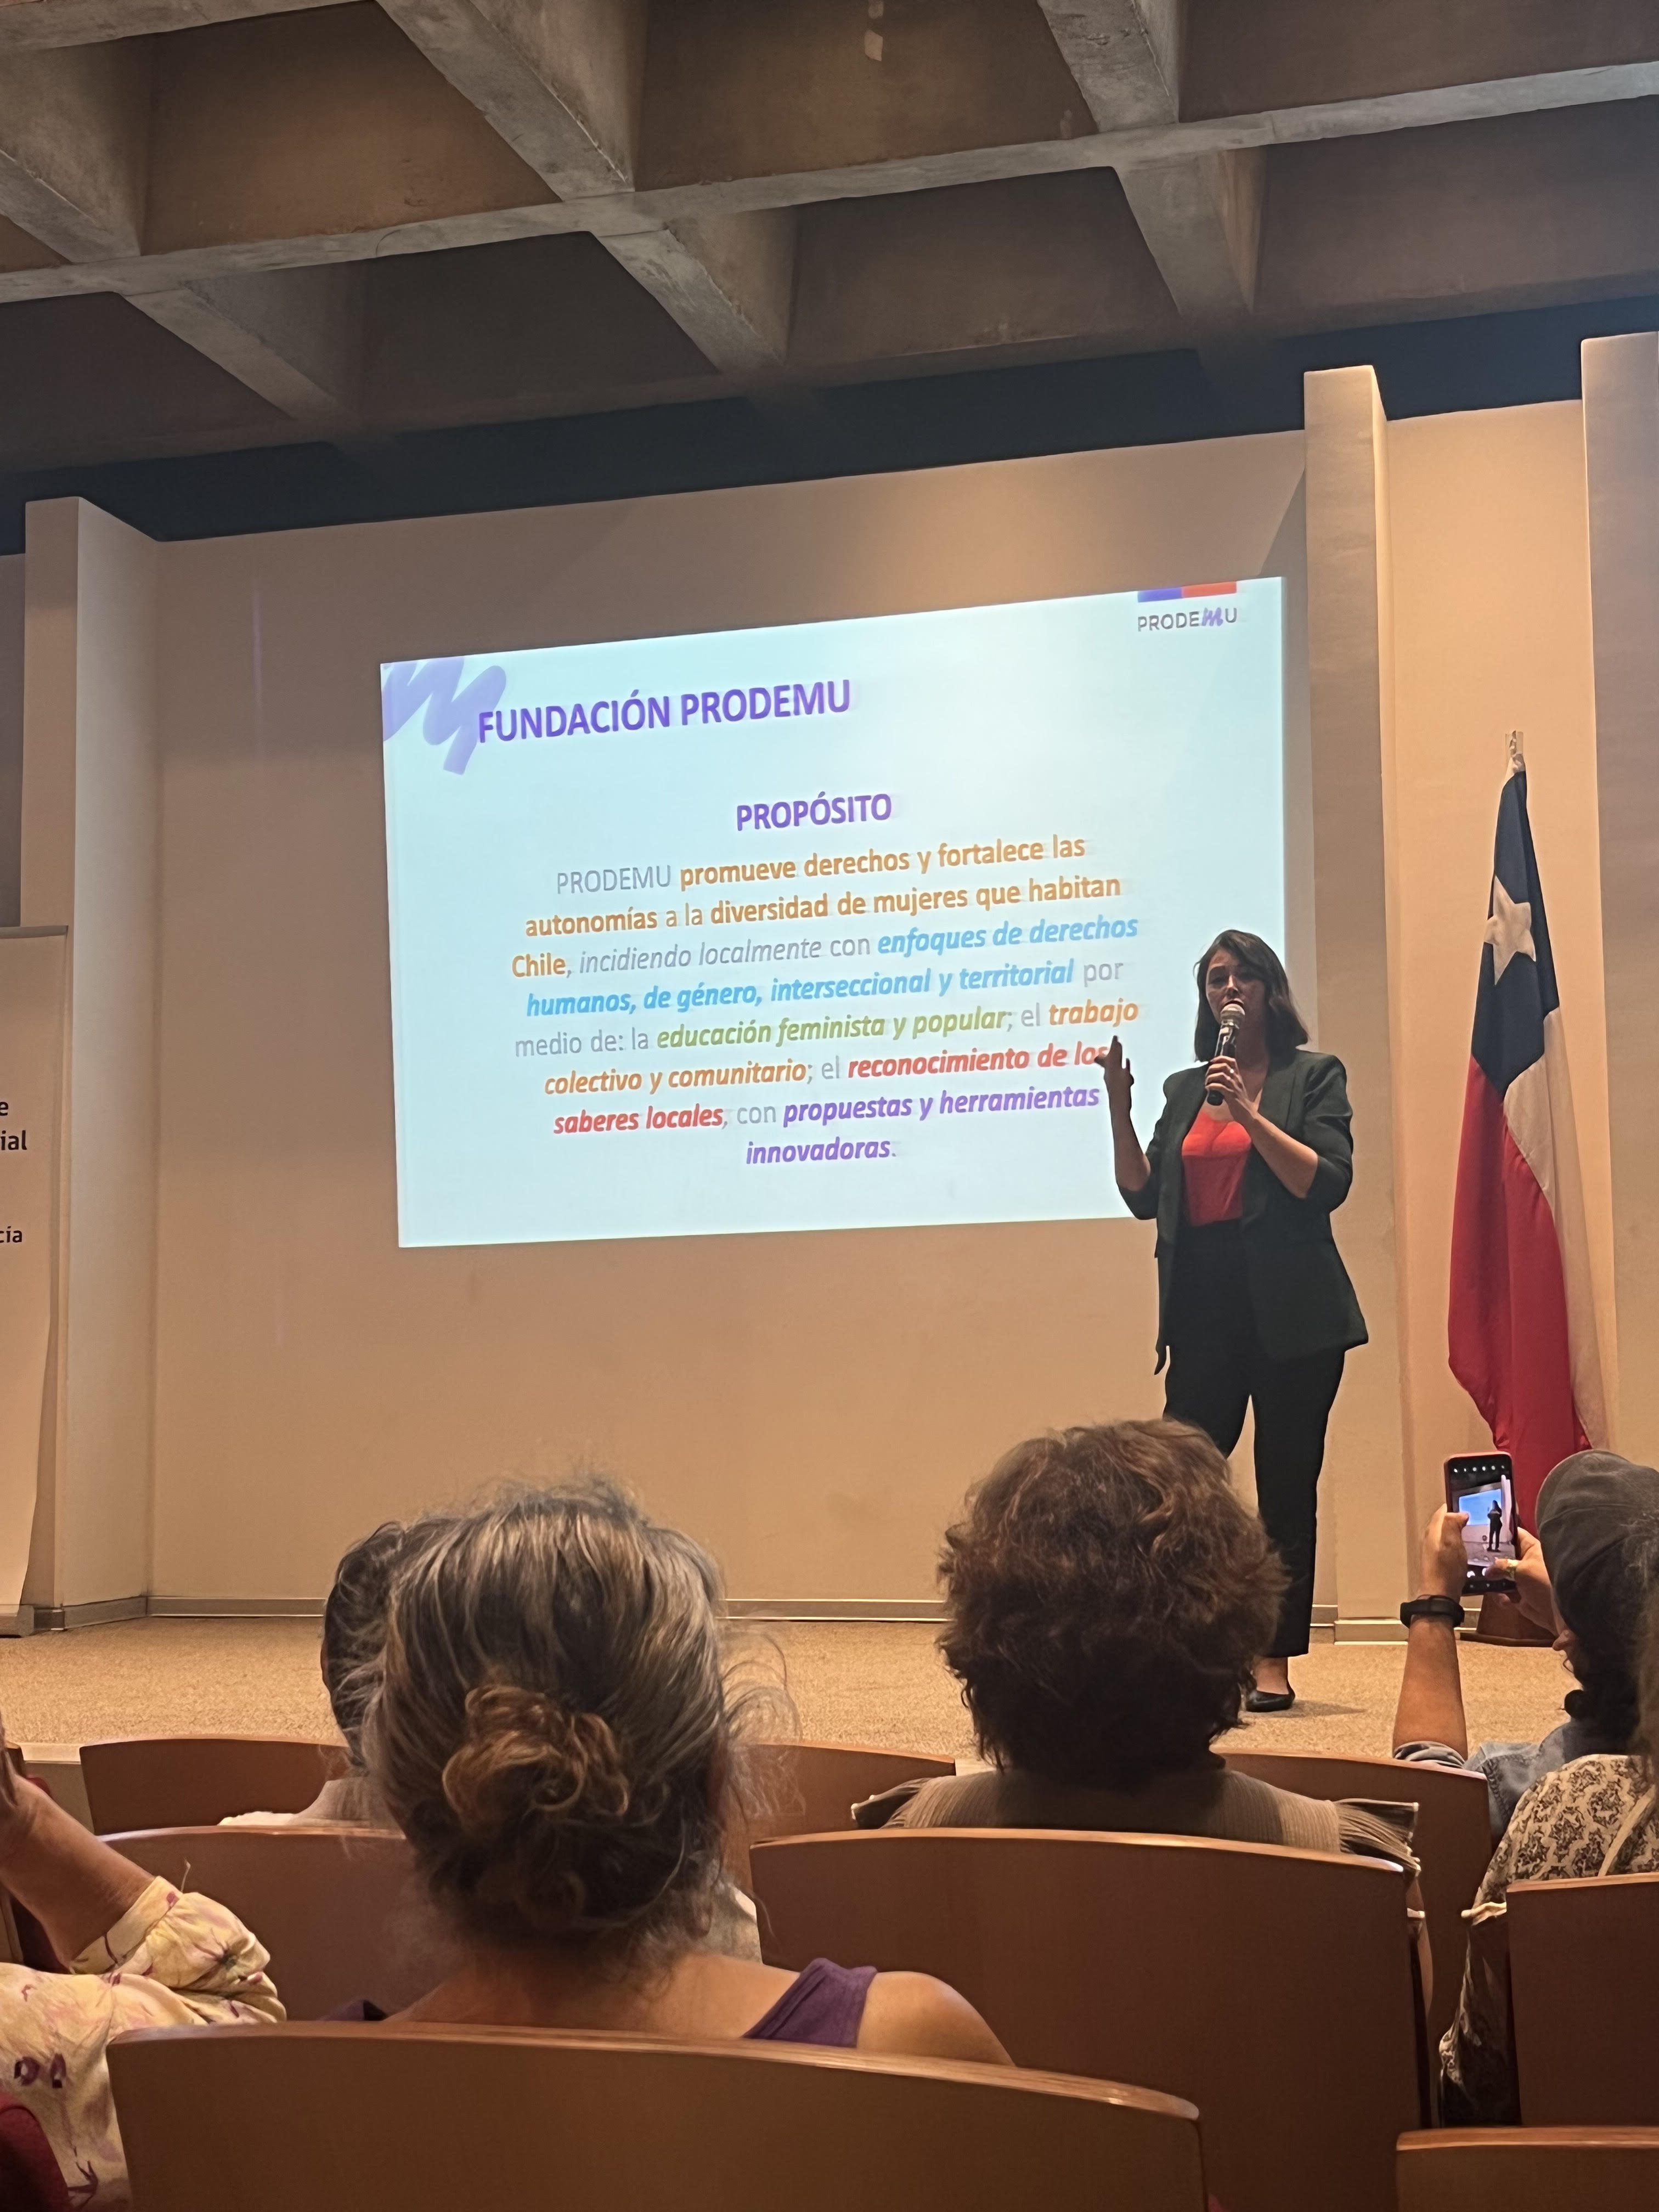 PRODEMU
FUNDACIÓN PRODEMU
PROPÓSITO
PRODEMU promueve derechos y fortalece las
autonomías a la diversidad de mujeres que habitan
Chile, incidiendo localmente con enfoques de derechos
humanos, de género, interseccional y territorial por
medio de: la educación feminista y popular; el trabajo
colectivo y comunitario; el reconocimiento de los
saberes locales, con propuestas y herramientas
innovadoras.
e
ial
cía